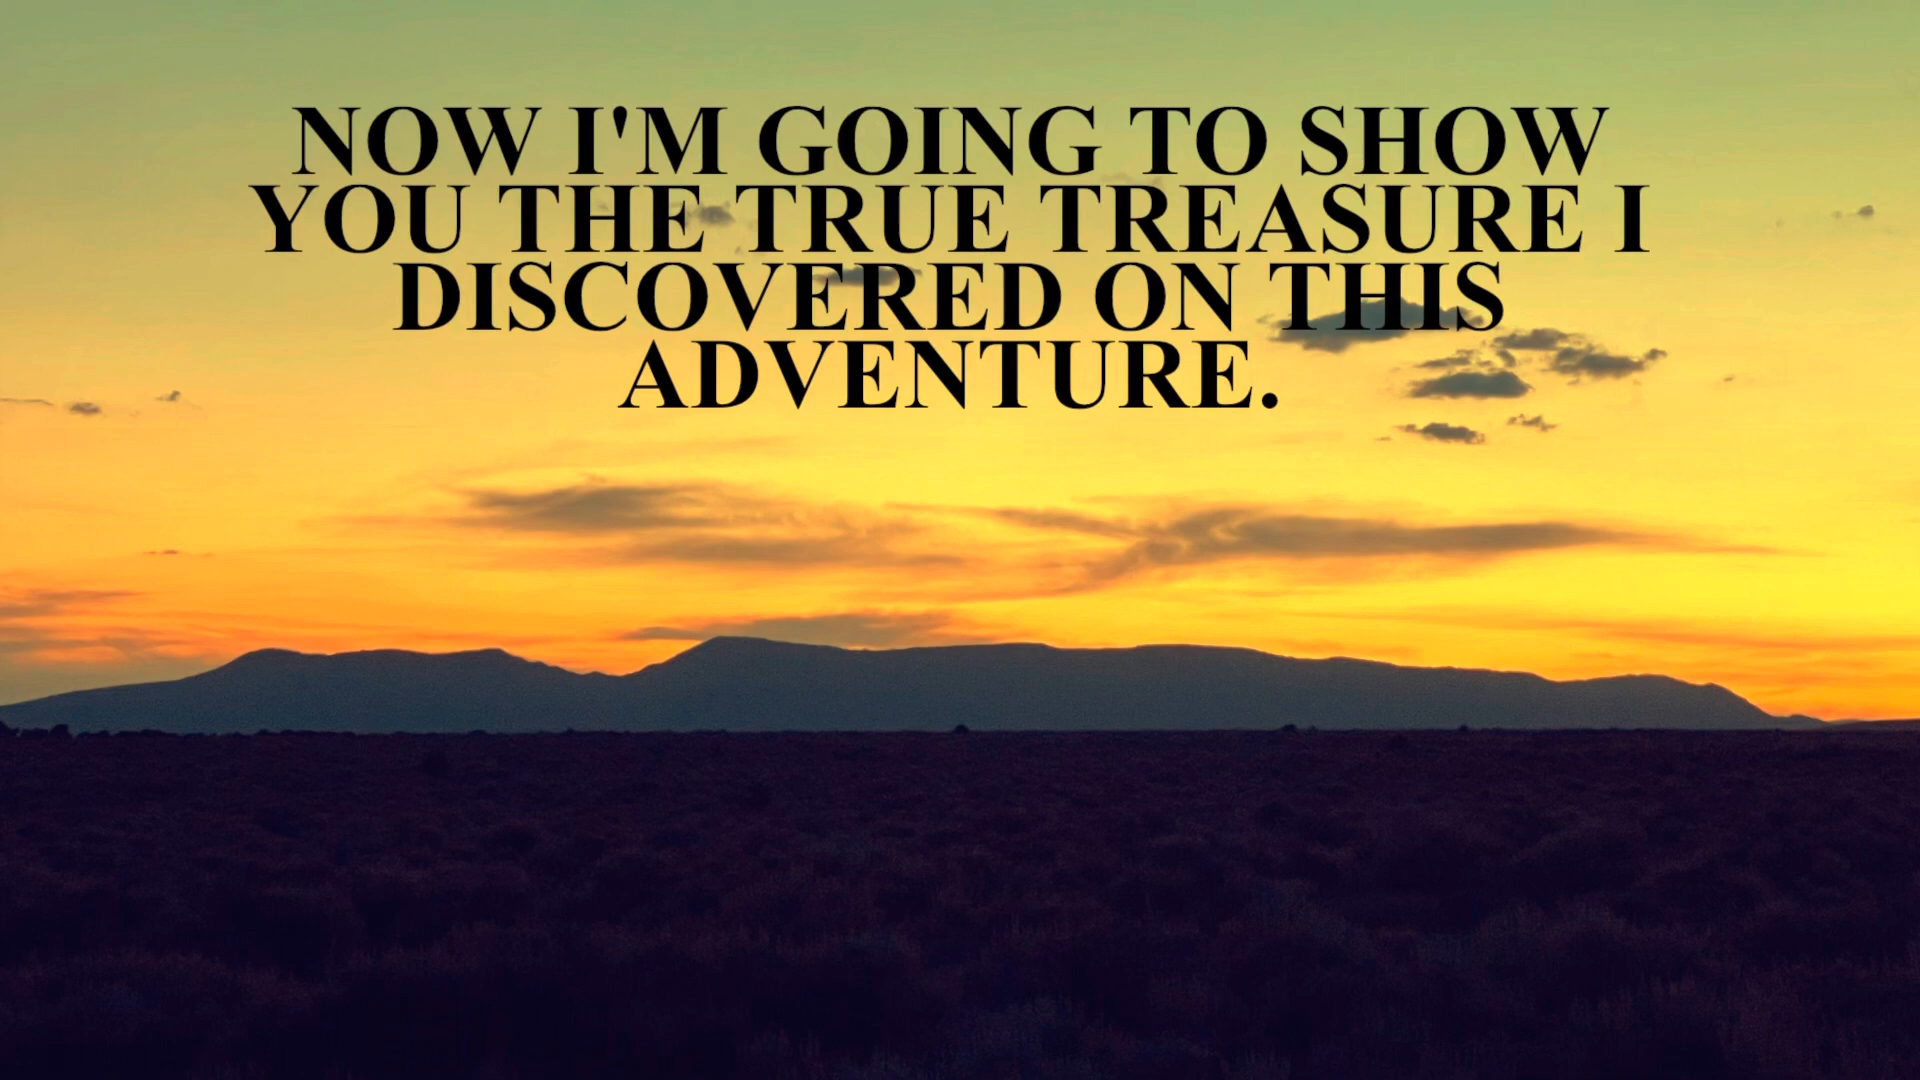 NOW I'M GOING TO SHOW
YOU THE TRUE TREASURE I
DISCOVERED ON THIS
ADVENTURE.